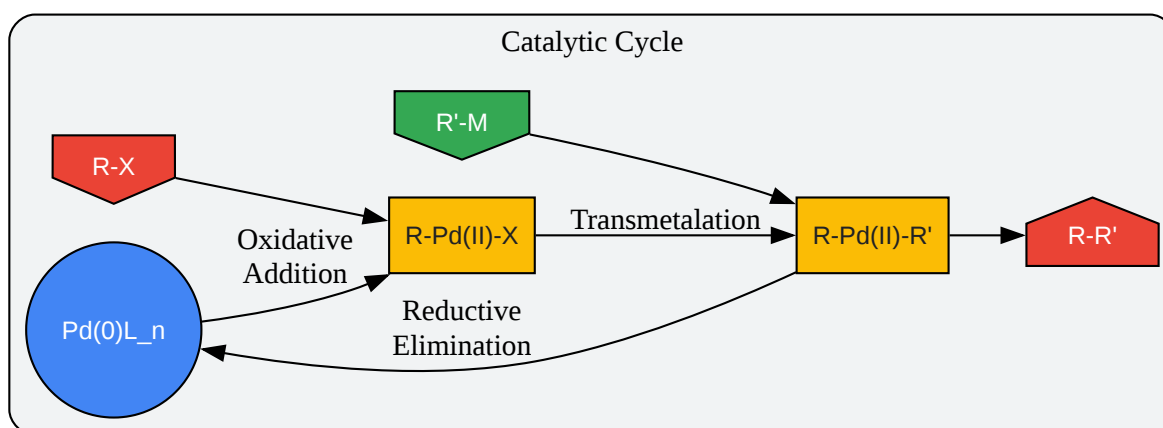 Catalytic Cycle
R'-M
R-X
Transmetalation
R-Pd(II)-X
R-Pd(II)-R'
R-R'
Oxidative
Addition
Reductive
Elimination
Pd(0)L_n